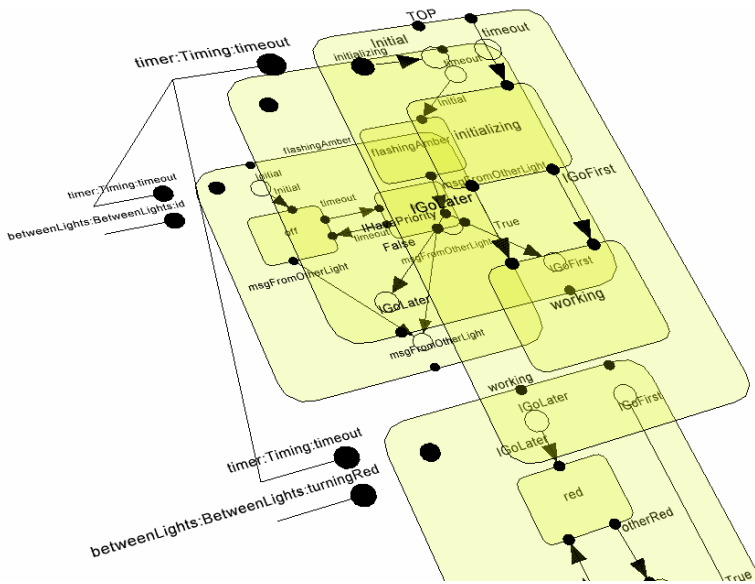 TOP
timeout
Initial
timer:Timing:timeout
initializing
timeout
Initial
initializing
flashingAmber
flashingAmber
msgFromOtherLight
IGoFirst
Initial
Initial
timer:Timing:timeout
timeout
IGoLater
IHavePriority
betweenLights:BetweenLights:id
off
timeout
False
True
msgFromOtherLight
IGoFirst
msgFromOtherLight
IGoLater
working
msgFromOtherLight
working
IGoLater
IGoFirst
IGoLater
timer:Timing:timeout
red
betweenLights:BetweenLights:turningRed
otherRed
True